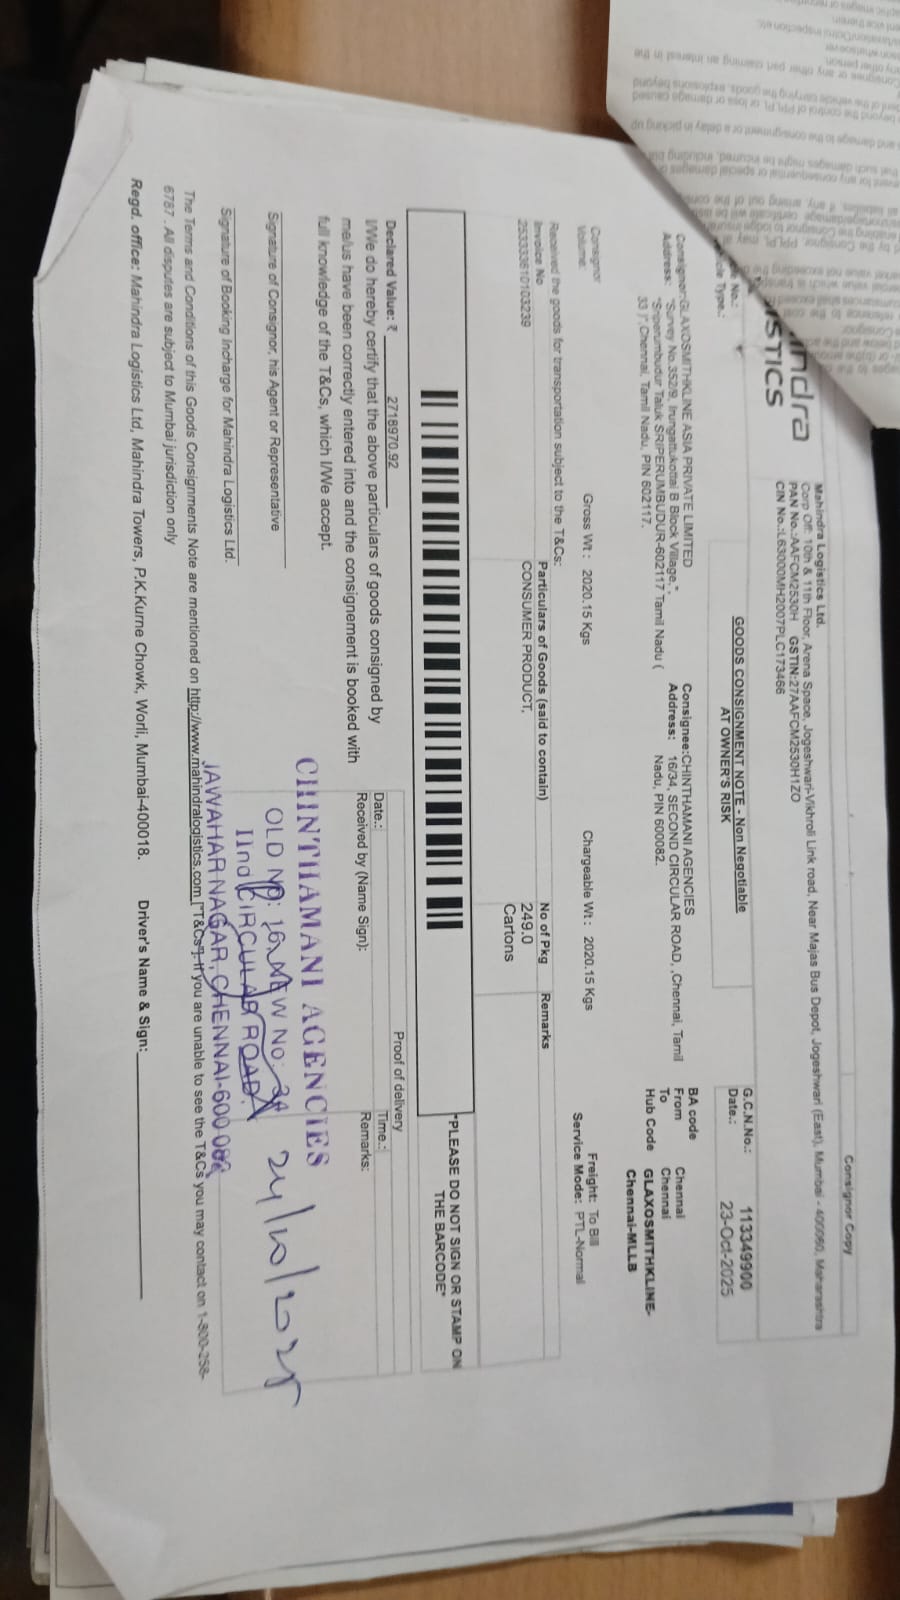 Consignor Copy
Mahindra Logistics Ltd.
Corp Off: 10th & 11th Floor, Arena Space, Jogeshwari-Vikhroli Link road, Near Majas Bus Depot, Jogeshwari (East), Mumbai - 400060, Maharashtra
PAN No.:AAFCM2530H GSTIN:27AAFCM2530H1ZO
CIN No.:L63000MH2007PLC173466
GOODS CONSIGNMENT NOTE - Non Negotiable
AT OWNER'S RISK
G.C.N.No.: 113349900
Date.: 23-Oct-2025
Consignor:GLAXOSMITHKLINE ASIA PRIVATE LIMITED
Address: "Survey No.352/9, Irungattukottai B Block Village,",
"Sriperumbudur Taluk SRIPERUMBUDUR-602117 Tamil Nadu (
33 )", Chennai, Tamil Nadu, PIN 602117.
Consignee:CHINTHAMANI AGENCIES
Address: 16/34, SECOND CIRCULAR ROAD, ,Chennai, Tamil
Nadu, PIN 600082.
BA code
From Chennai
To Chennai
Hub Code GLAXOSMITHKLINE-
Chennai-MLLB
Consignor
Volume:
Gross Wt : 2020.15 Kgs
Chargeable Wt : 2020.15 Kgs
Freight: To Bill
Service Mode: PTL-Normal
Received the goods for transportation subject to the T&Cs:
Invoice No Particulars of Goods (said to contain) No of Pkg Remarks
25333610103239 CONSUMER PRODUCT, 249.0
Cartons
"PLEASE DO NOT SIGN OR STAMP ON
THE BARCODE"
Declared Value: ₹ 2718970.92
I/We do hereby certify that the above particulars of goods consigned by
me/us have been correctly entered into and the consignement is booked with
full knowledge of the T&Cs, which I/We accept.
Signature of Consignor, his Agent or Representative
Signature of Booking Incharge for Mahindra Logistics Ltd.
Proof of delivery
Date.: Time.:
Received by (Name Sign): Remarks:
CHINTHAMANI AGENCIES
OLD NO: 16, NEW NO: 34
IInd CIRCULAR ROAD,
JAWAHAR NAGAR, CHENNAI-600 082
24/10/2025
The Terms and Conditions of this Goods Consignments Note are mentioned on http://www.mahindralogistics.com ["T&Cs"]. If you are unable to see the T&Cs you may contact on 1-800-258-
6787 . All disputes are subject to Mumbai jurisdiction only
Regd. office: Mahindra Logistics Ltd, Mahindra Towers, P.K.Kurne Chowk, Worli, Mumbai-400018. Driver's Name & Sign: